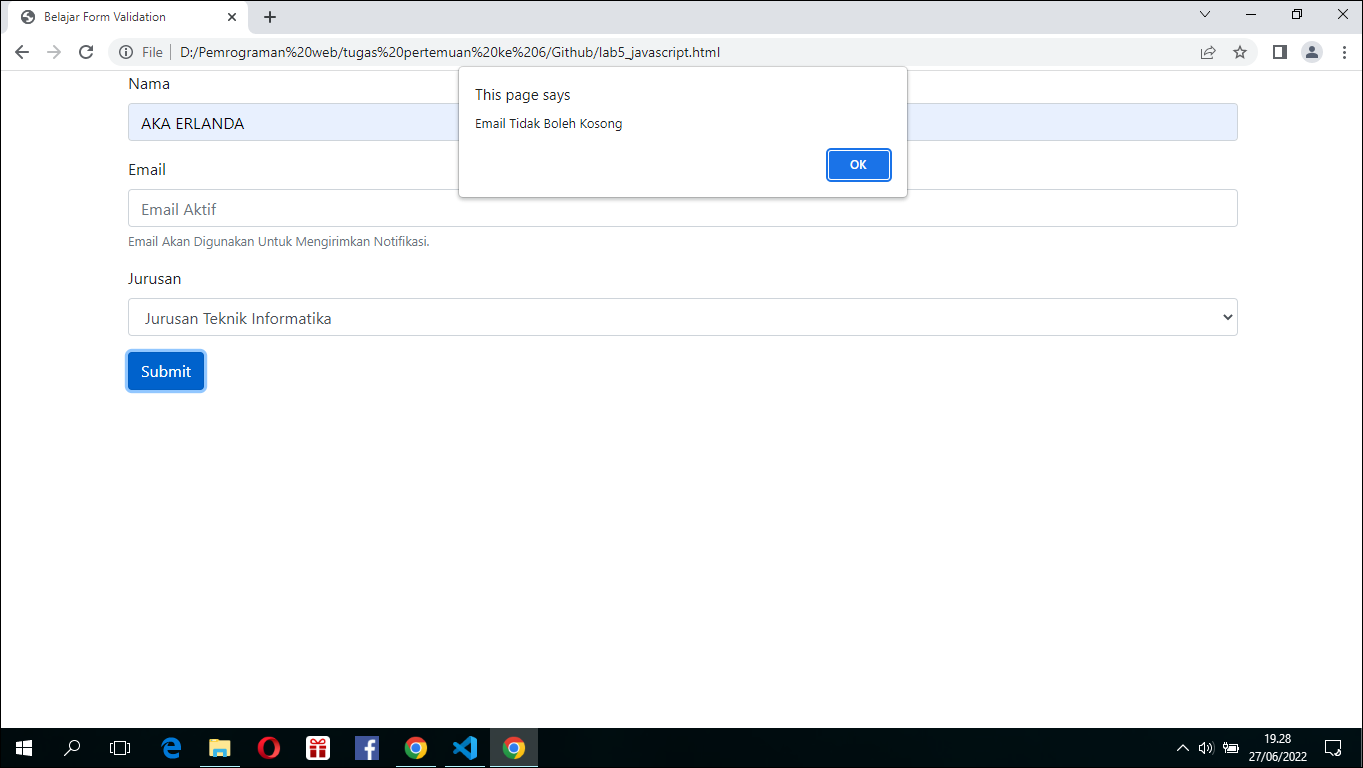 Belajar Form Validation
File
D:/Pemrograman%20web/tugas%20pertemuan%20ke%206/Github/lab5_javascript.html
This page says
Email Tidak Boleh Kosong
OK
Nama
AKA ERLANDA
Email
Email Aktif
Email Akan Digunakan Untuk Mengirimkan Notifikasi.
Jurusan
Jurusan Teknik Informatika
Submit
19.28
27/06/2022